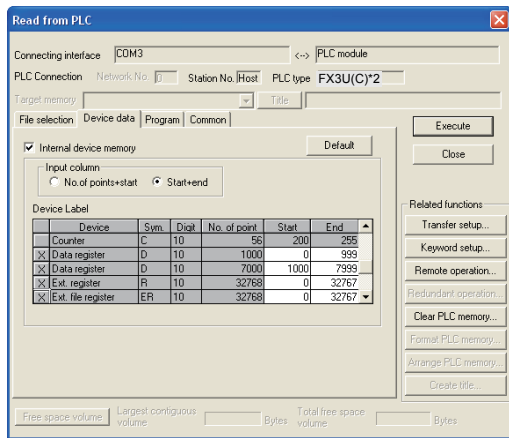 Read from PLC
Connecting interface COM3 <--> PLC module
PLC Connection Network No. 0 Station No. Host PLC type FX3U(C)*2
Target memory Title
File selection Device data Program Common
Execute
Internal device memory Default
Close
Input column
No.of points+start Start+end
Device Label
Device Sym. Digit No. of point Start End
Counter C 10 56 200 255
X Data register D 10 1000 0 999
X Data register D 10 7000 1000 7999
X Ext. register R 10 32768 0 32767
X Ext. file register ER 10 32768 0 32767
Related functions
Transfer setup...
Keyword setup...
Remote operation...
Redundant operation...
Clear PLC memory...
Format PLC memory...
Arrange PLC memory...
Create title...
Free space volume Largest contiguous volume Bytes Total free space volume Bytes